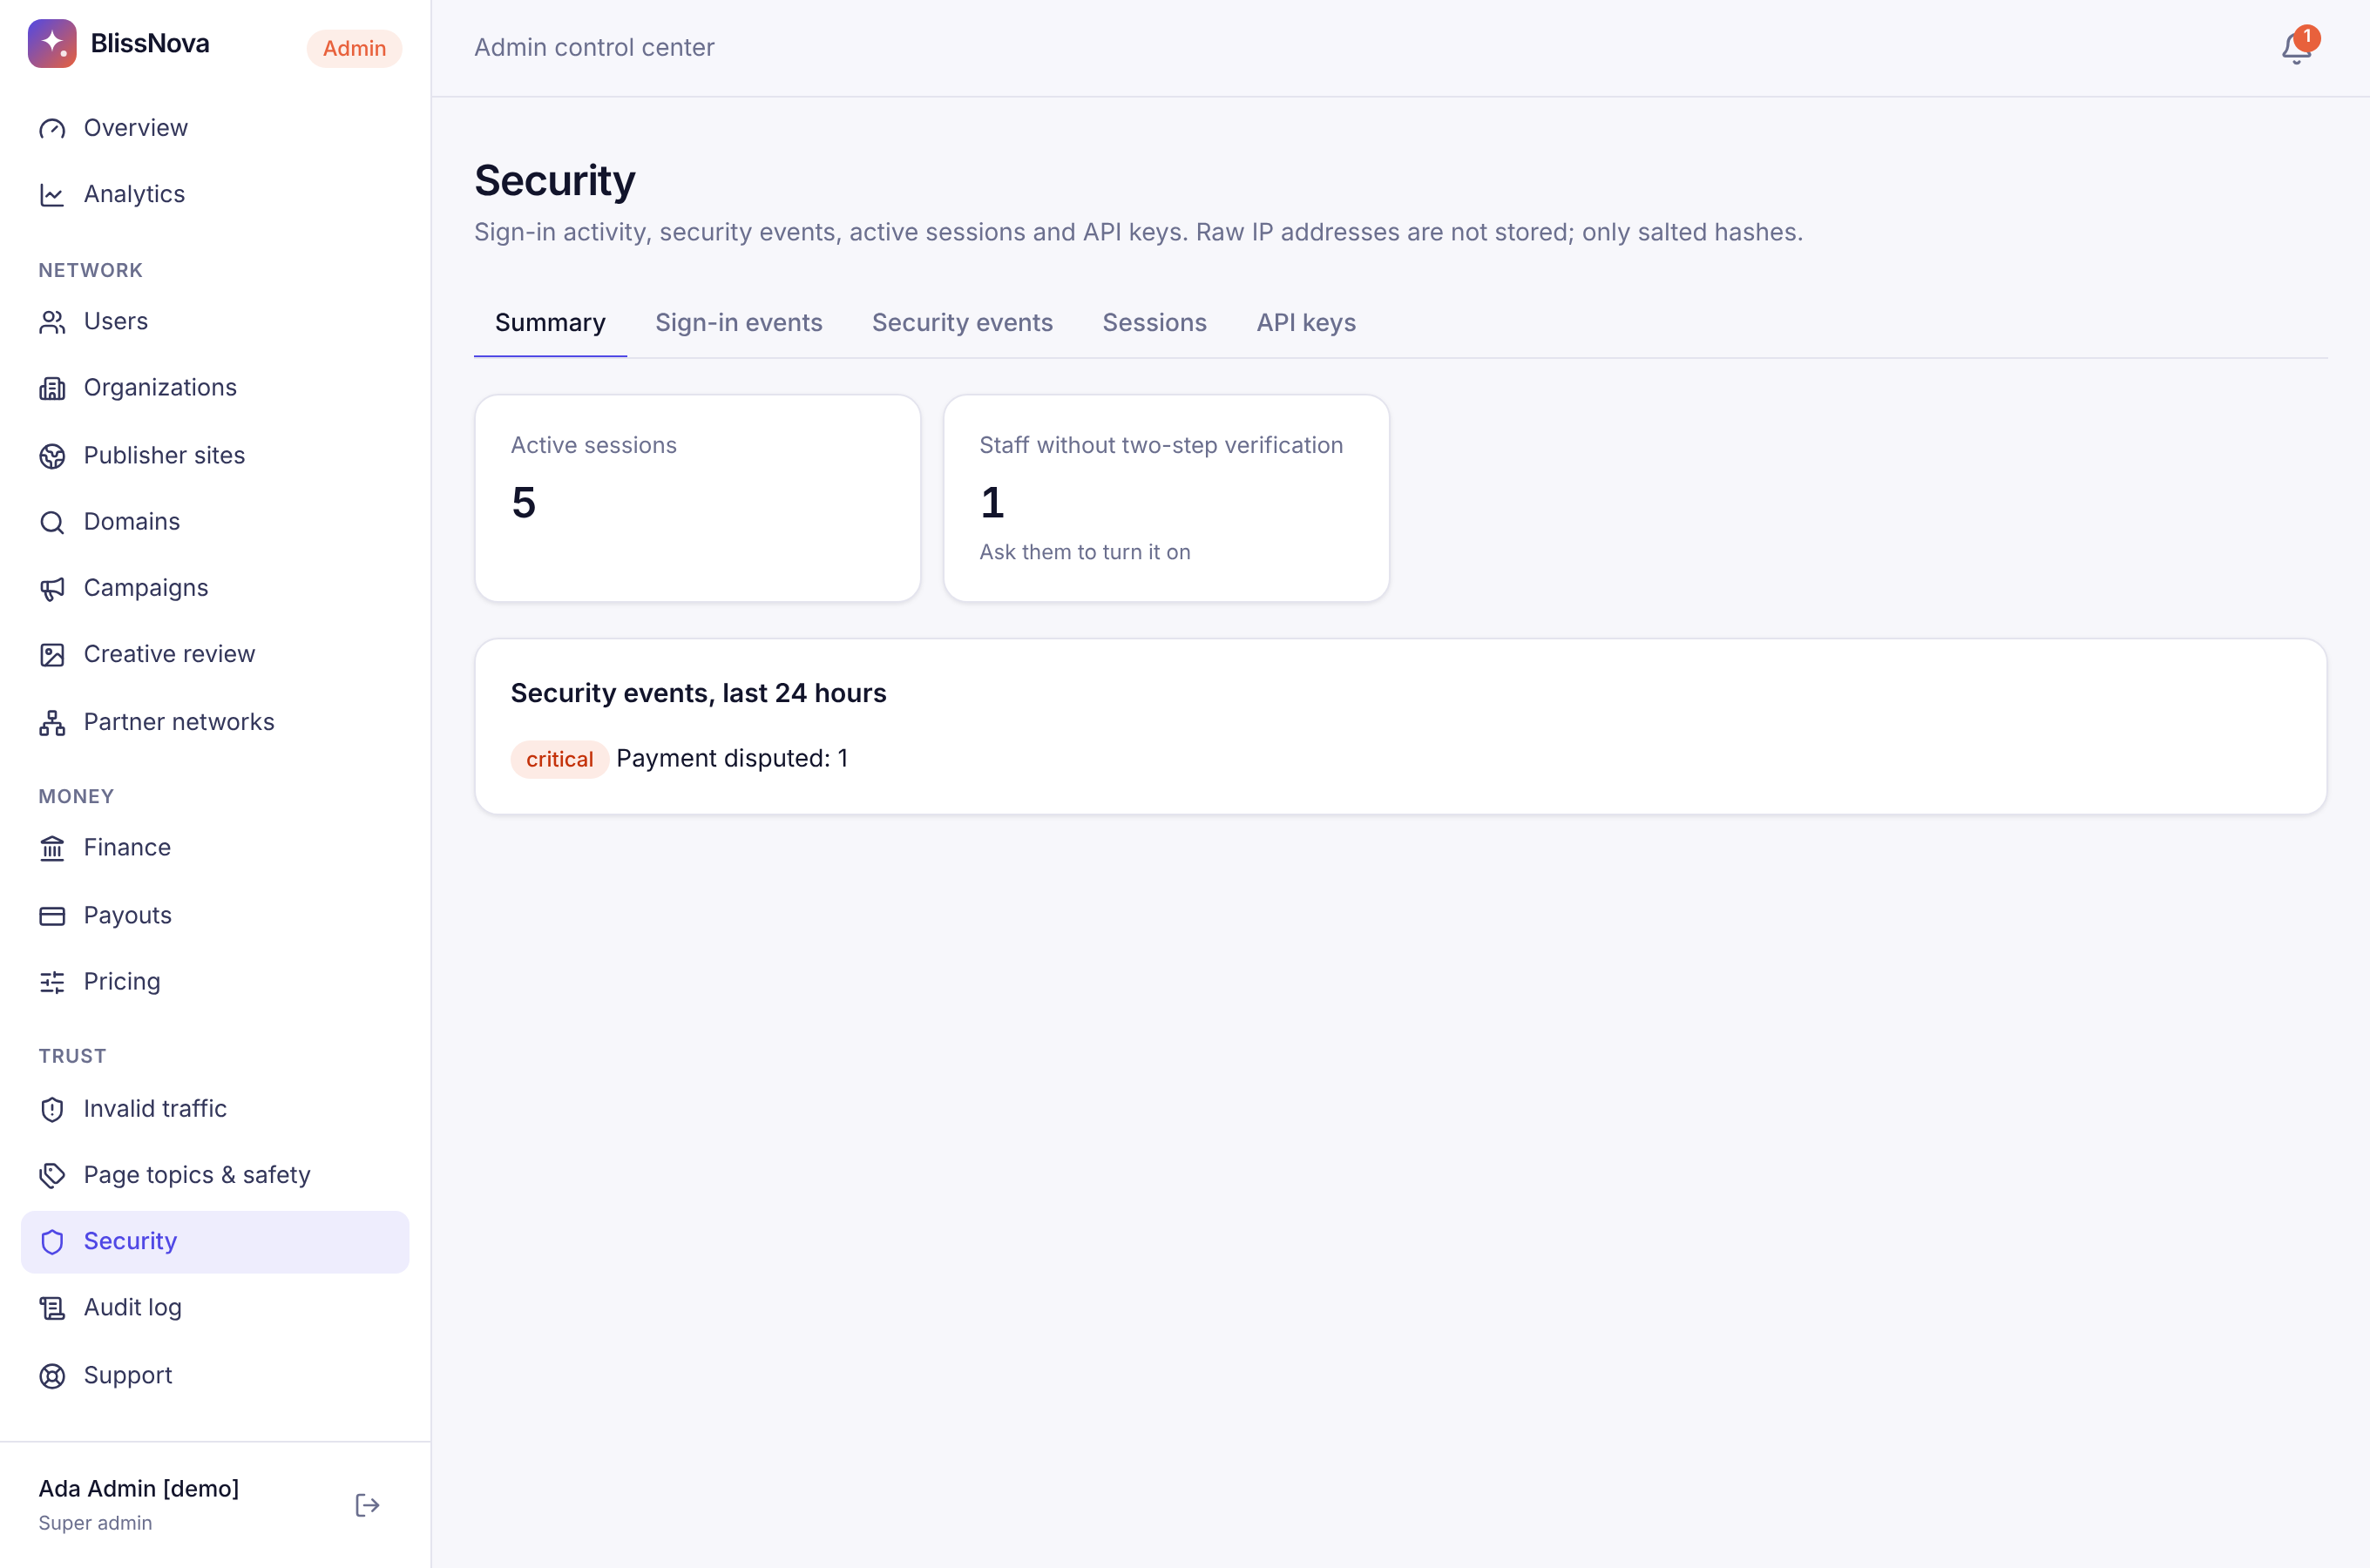 BlissNova
Admin
Overview
Analytics
NETWORK
Users
Organizations
Publisher sites
Domains
Campaigns
Creative review
Partner networks
MONEY
Finance
Payouts
Pricing
TRUST
Invalid traffic
Page topics & safety
Security
Audit log
Support
Ada Admin [demo]
Super admin
Admin control center
1
Security
Sign-in activity, security events, active sessions and API keys. Raw IP addresses are not stored; only salted hashes.
Summary Sign-in events Security events Sessions API keys
Active sessions
5
Staff without two-step verification
1
Ask them to turn it on
Security events, last 24 hours
critical Payment disputed: 1